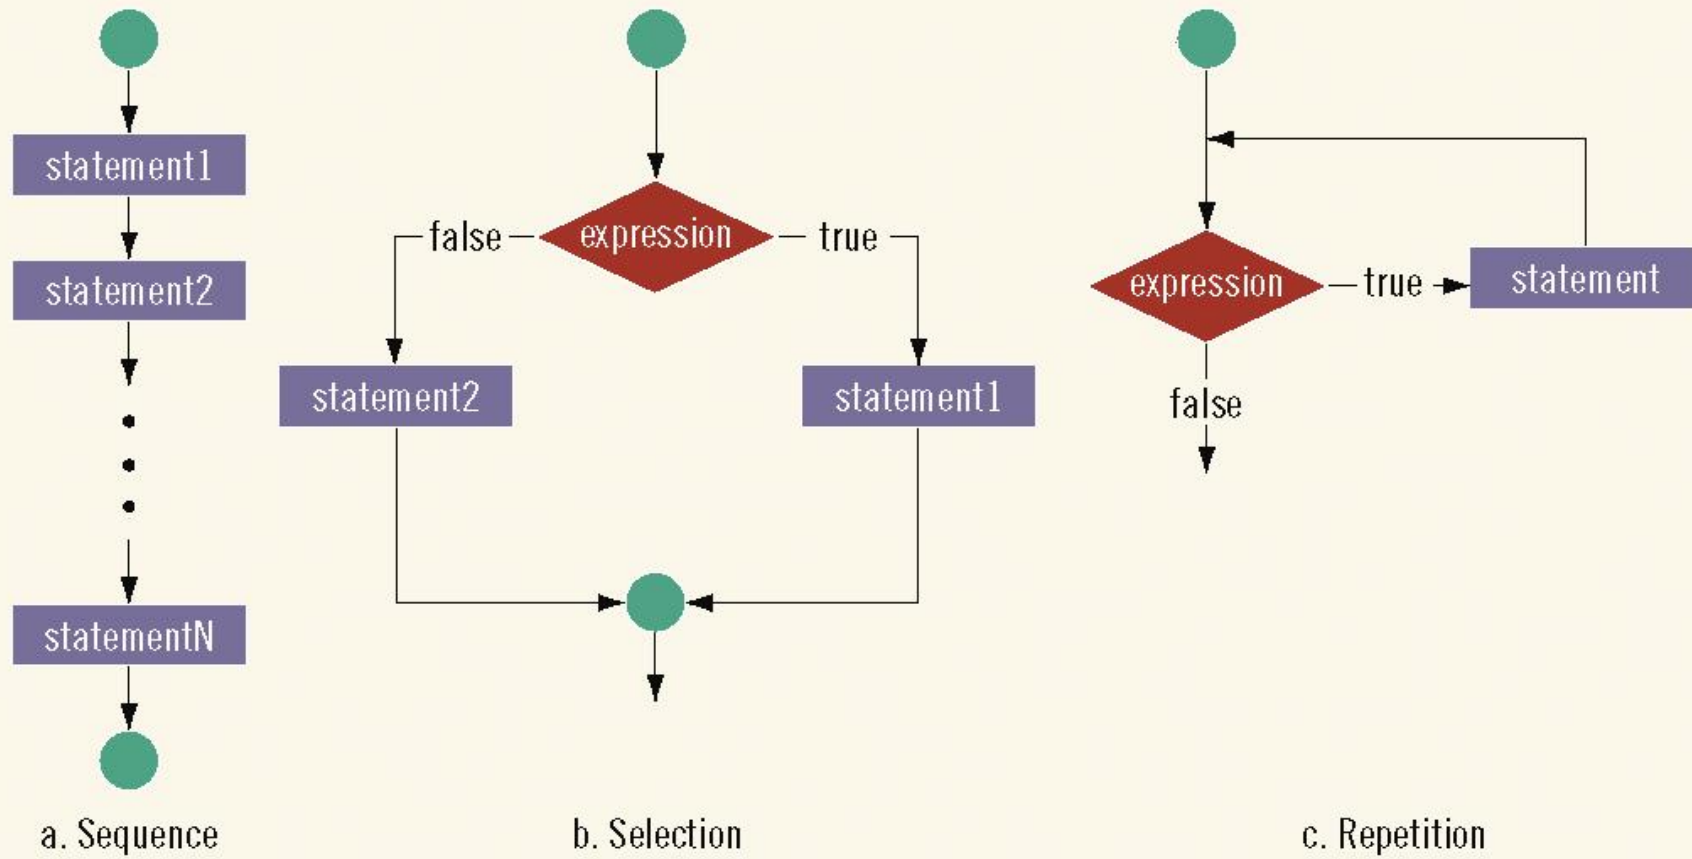 statement1
statement2
statementN
a. Sequence
false
expression
true
statement2
statement1
b. Selection
expression
true
statement
false
c. Repetition